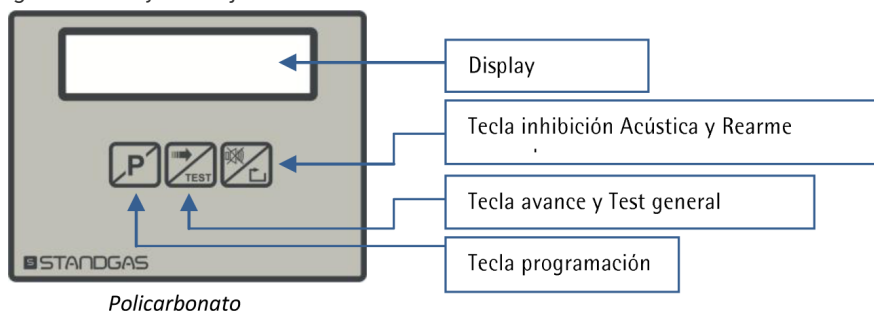 Display
Tecla inhibición Acústica y Rearme
P
TEST
Tecla avance y Test general
Tecla programación
STANDGAS
Policarbonato